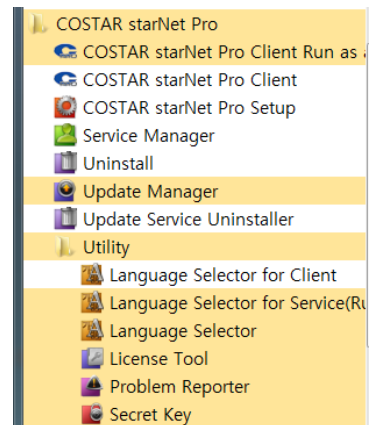 COSTAR starNet Pro
COSTAR starNet Pro Client Run as
COSTAR starNet Pro Client
COSTAR starNet Pro Setup
Service Manager
Uninstall
Update Manager
Update Service Uninstaller
Utility
Language Selector for Client
Language Selector for Service(Ru
Language Selector
License Tool
Problem Reporter
Secret Key